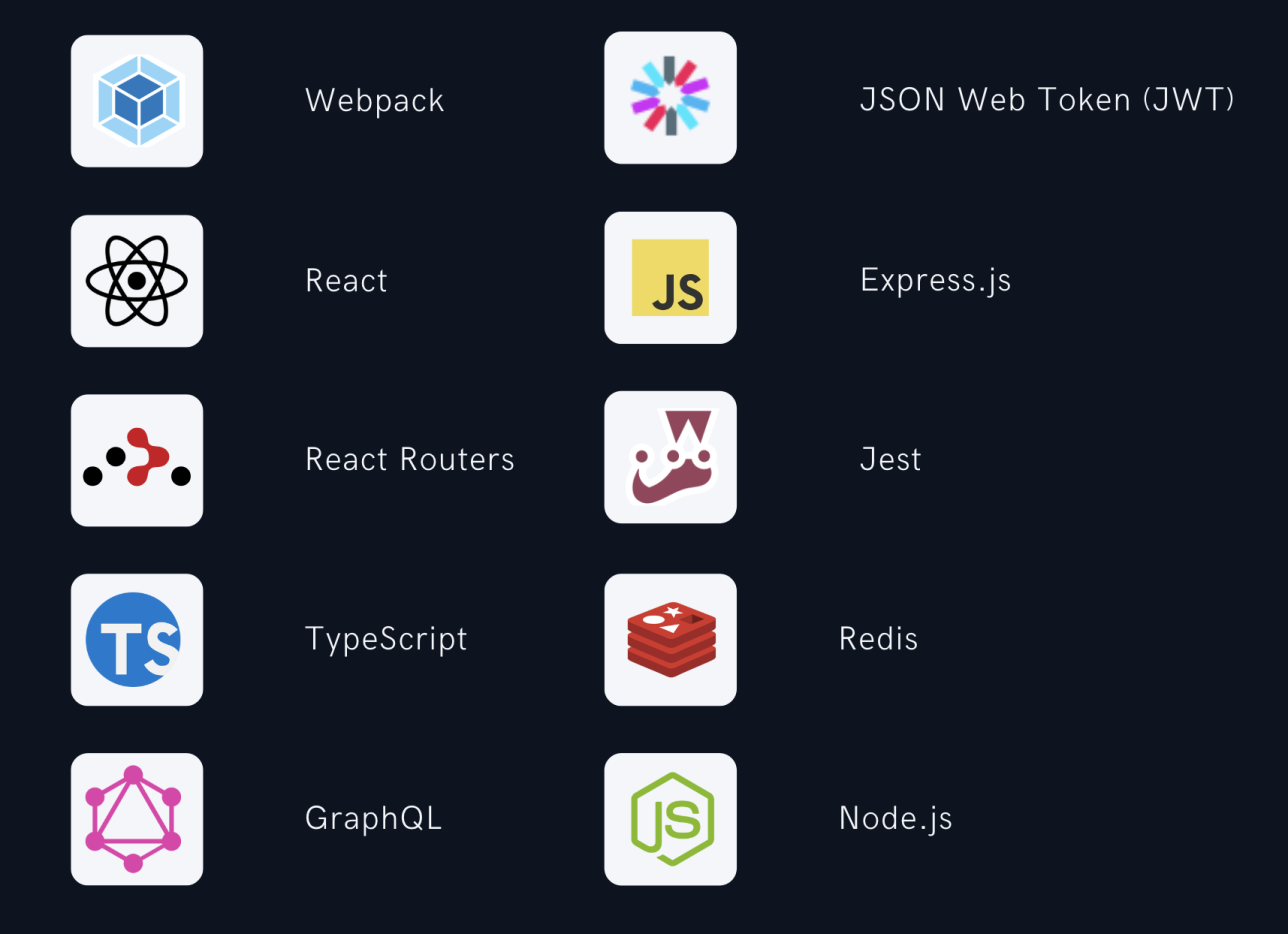 Webpack
JSON Web Token (JWT)
React
JS
Express.js
React Routers
Jest
TS
TypeScript
Redis
GraphQL
JS
Node.js